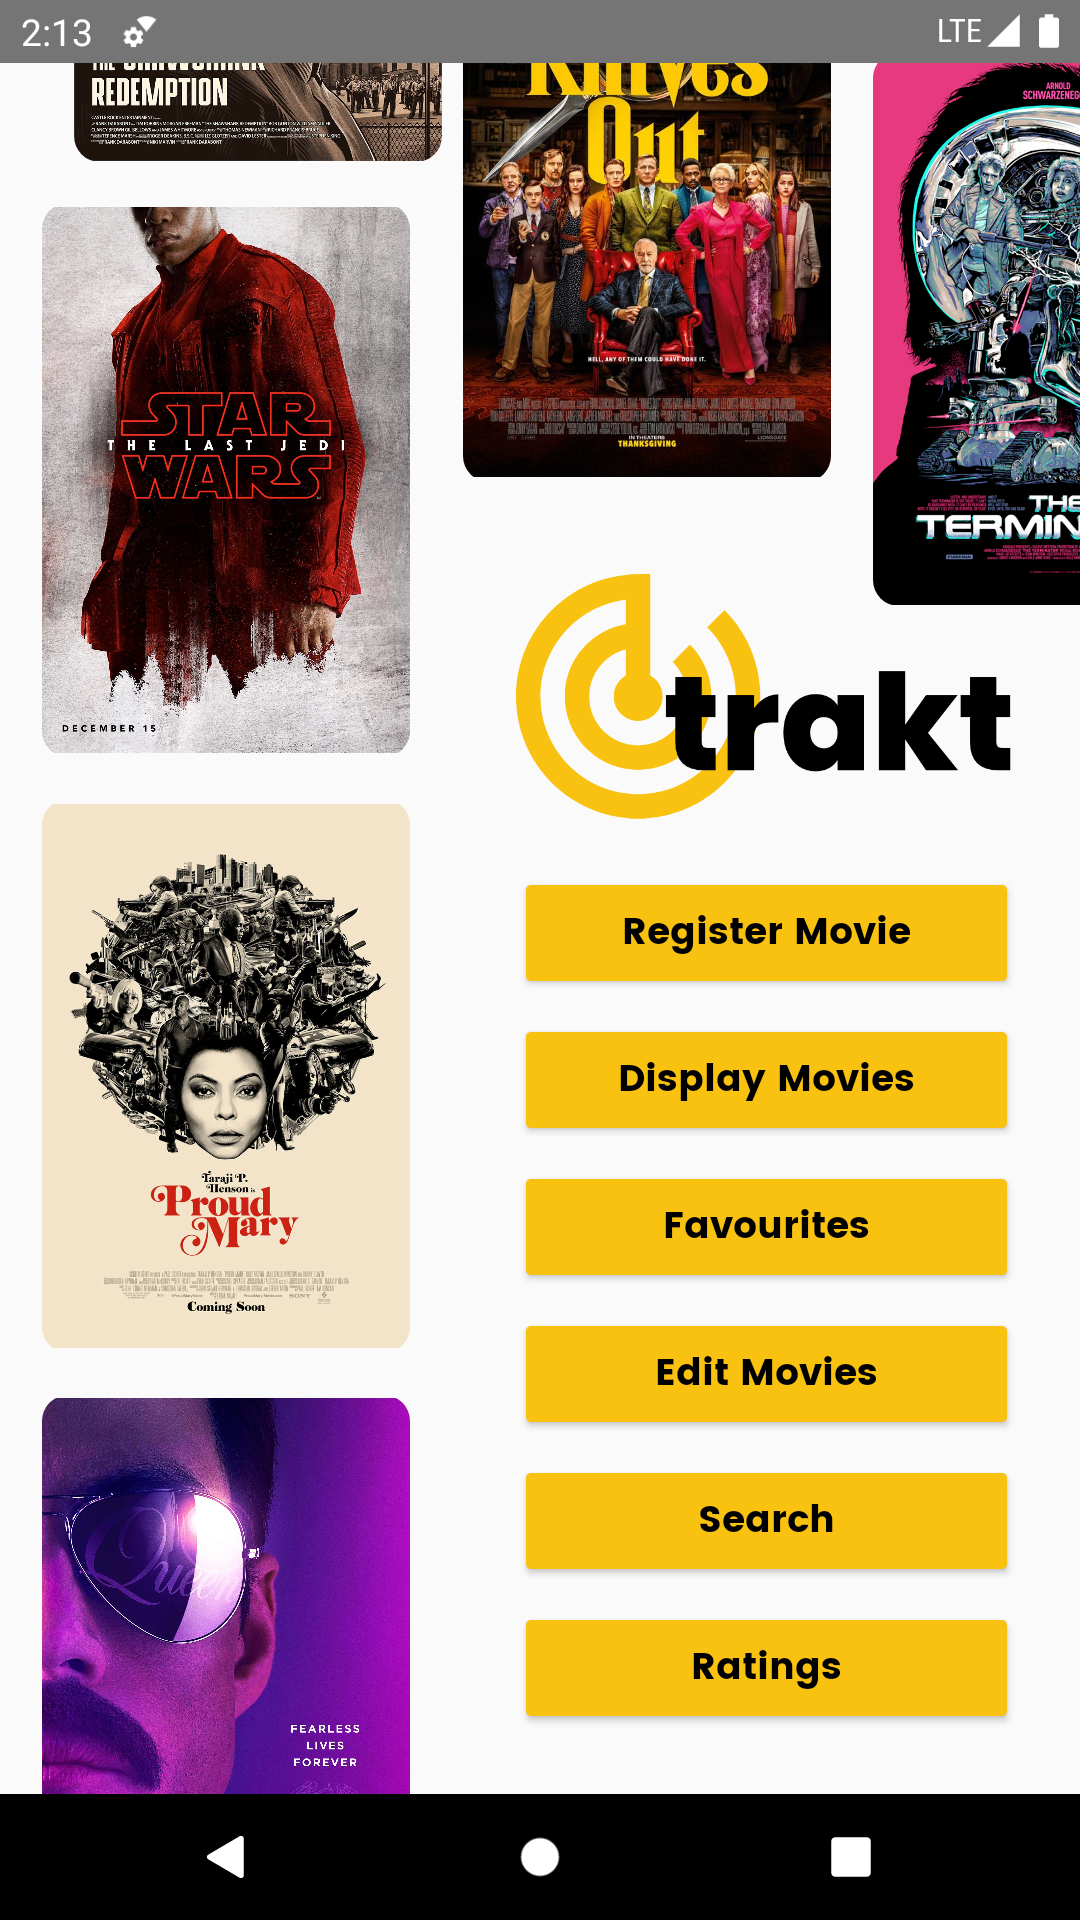 2:13
LTE
REDEMPTION
Knives
Out
HELL, ANY OF THEM COULD HAVE DONE IT.
IN THEATERS
THANKSGIVING
ARNOLD
THE
TERMIN
STAR
THE LAST JEDI
WARS
DECEMBER 15
trakt
Register Movie
Display Movies
Favourites
Edit Movies
Search
Ratings
Taraji P.
Henson is
Proud
Mary
Coming Soon
Queen
FEARLESS
LIVES
FOREVER